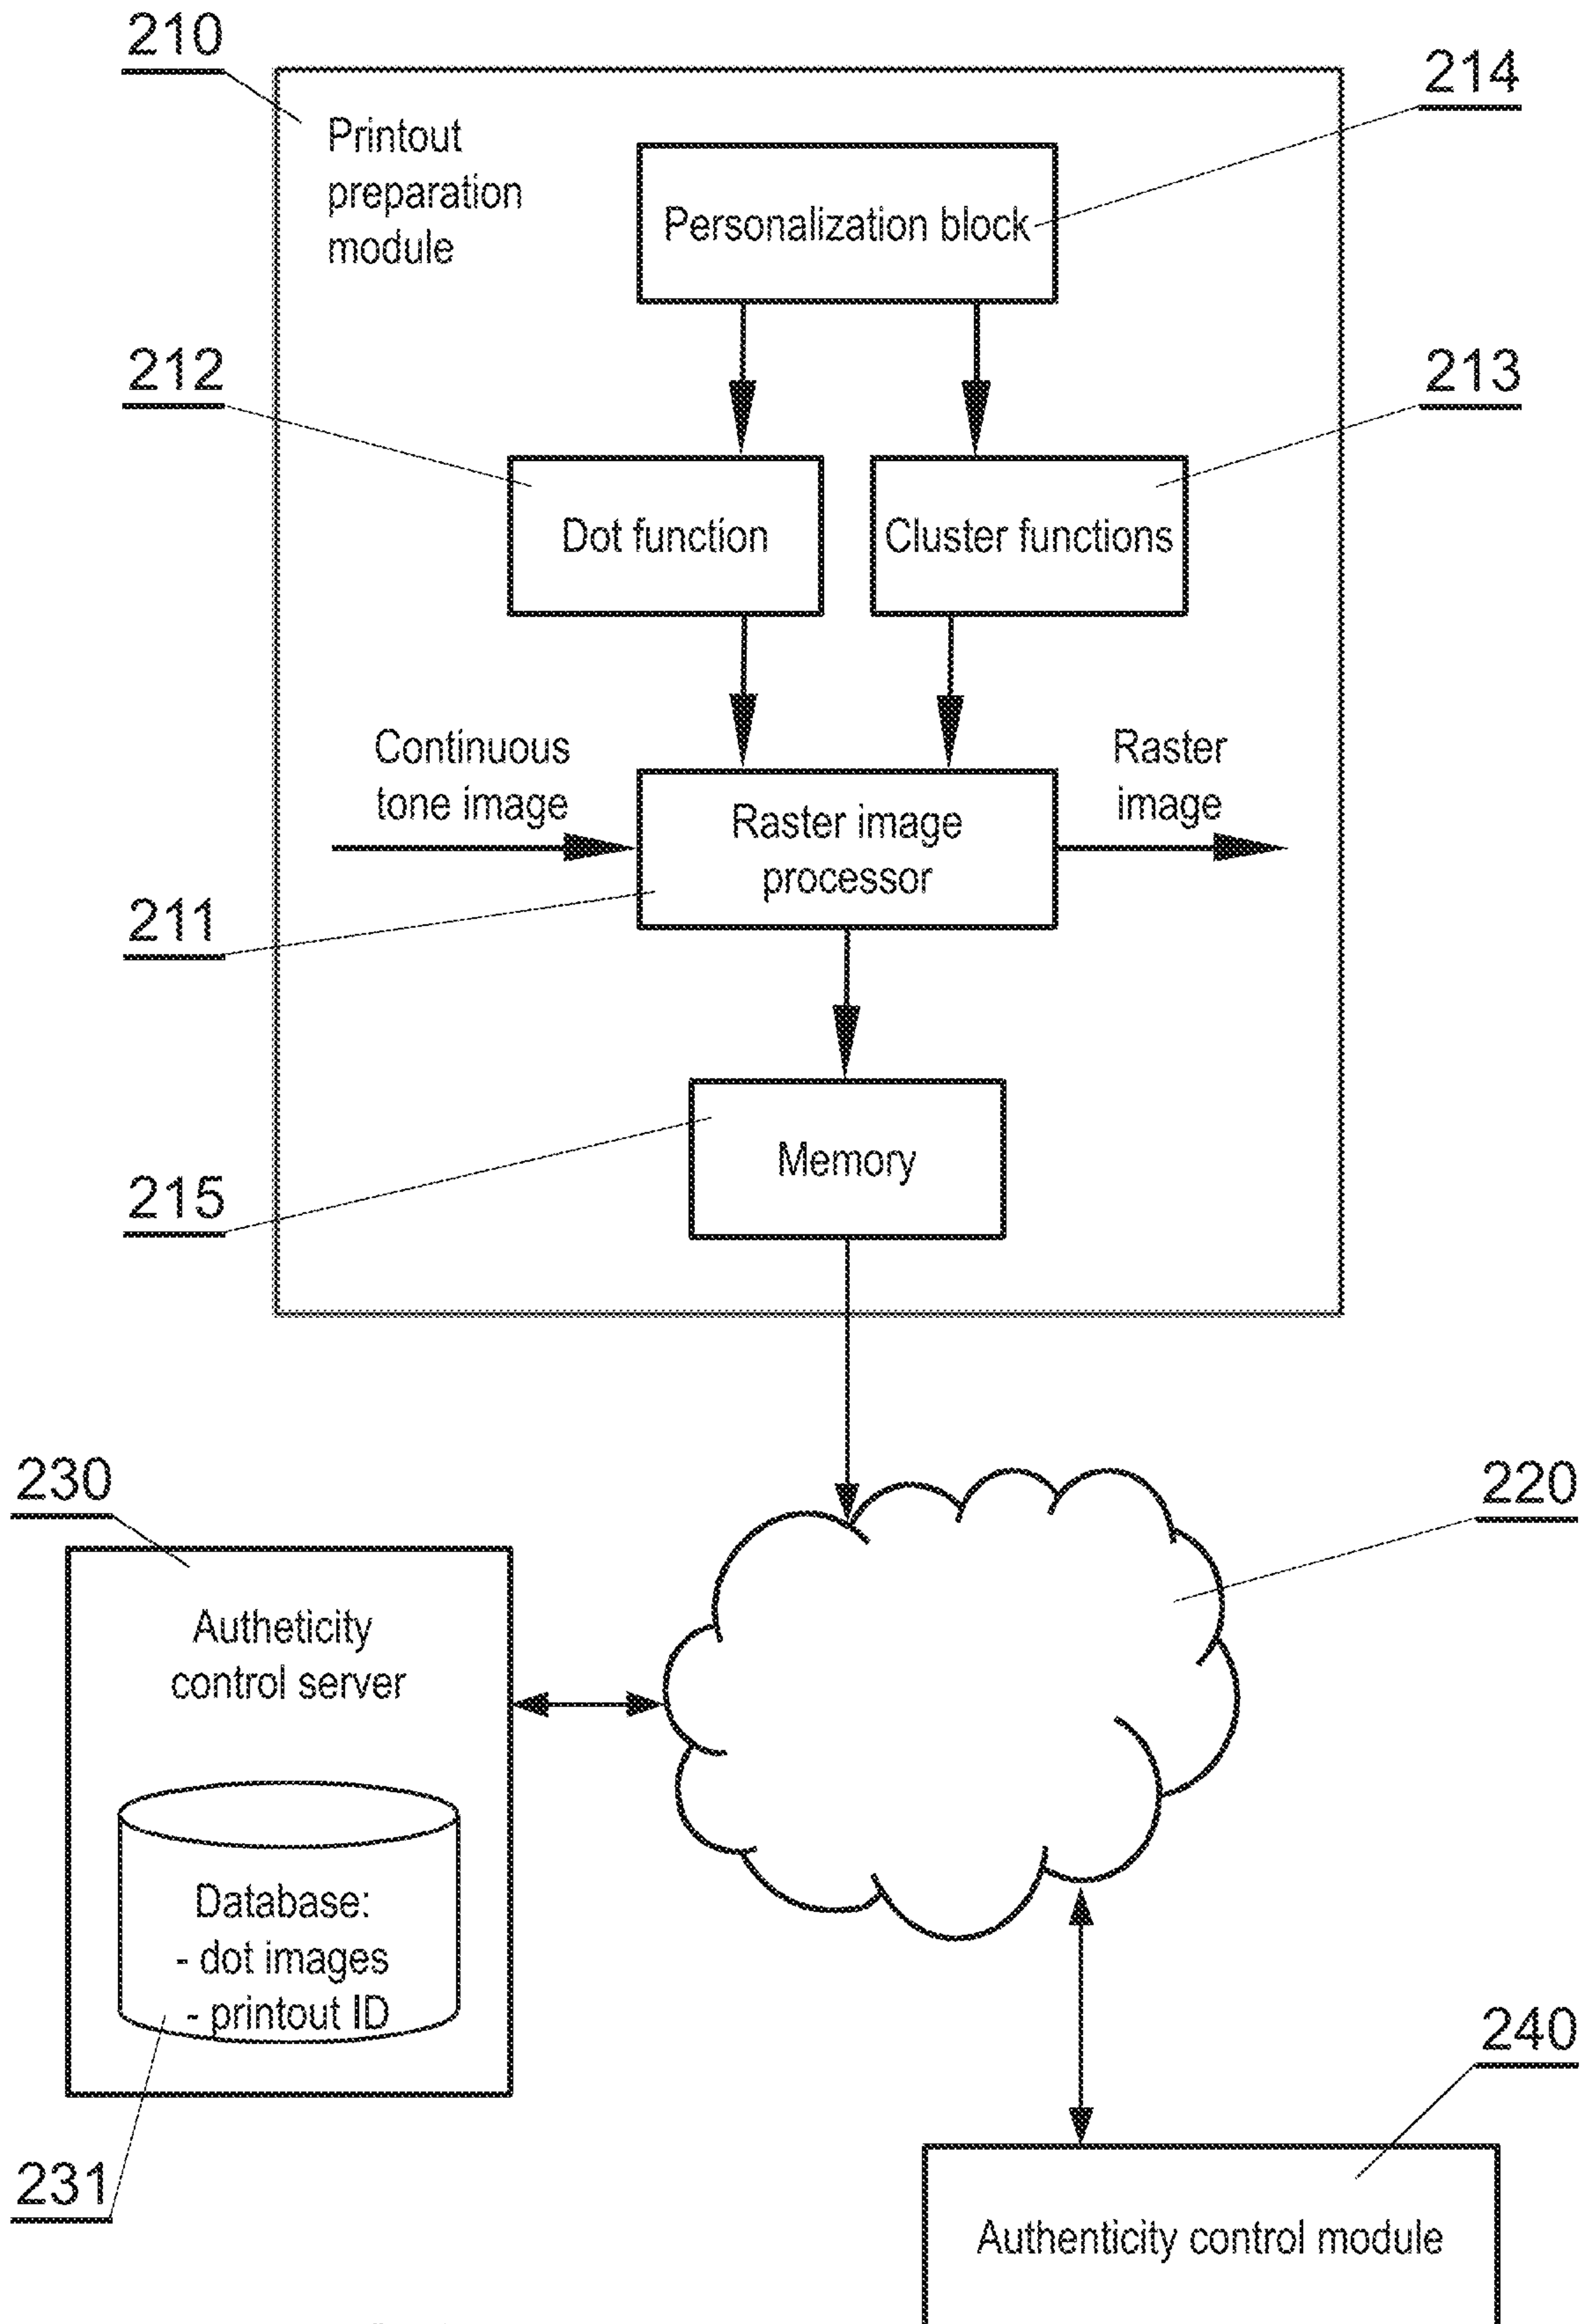 210
214
Printout
preparation
module
Personalization block
212
213
Dot function
Cluster functions
Continuous
tone image
Raster
image
Raster image
processor
211
Memory
215
230
220
Autheticity
control server
Database:
- dot images
- printout ID
240
231
Authenticity control module